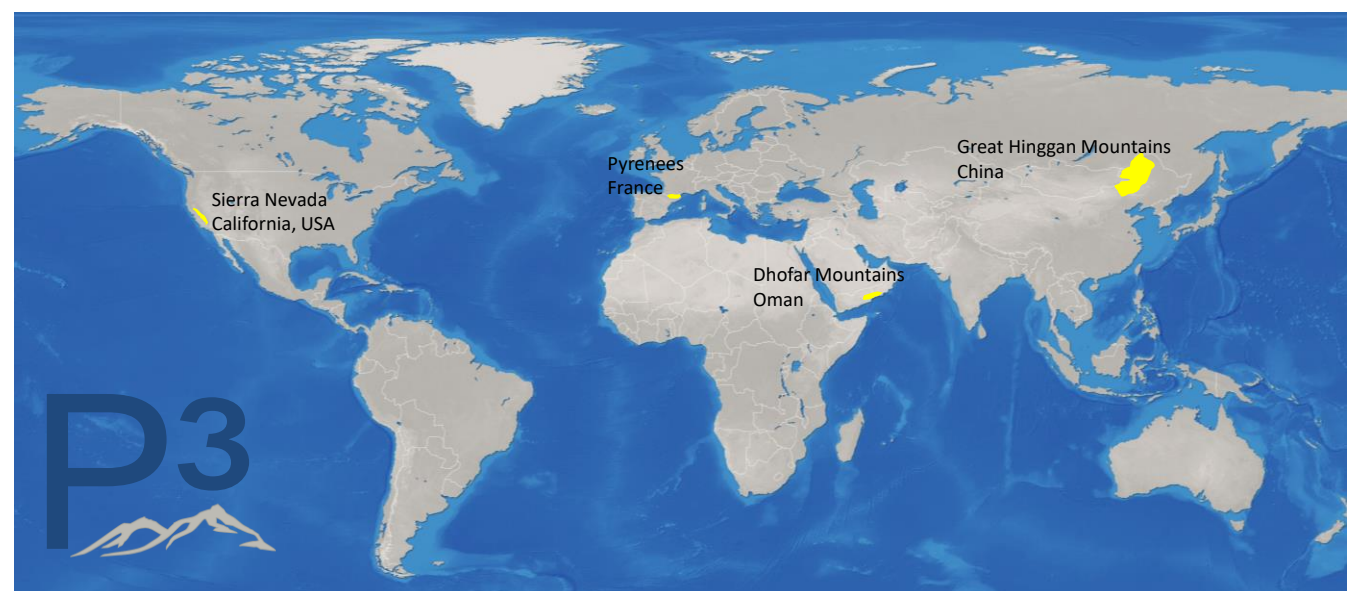 Great Hinggan Mountains
China
Pyrenees
France
Sierra Nevada
California, USA
Dhofar Mountains
Oman
P3